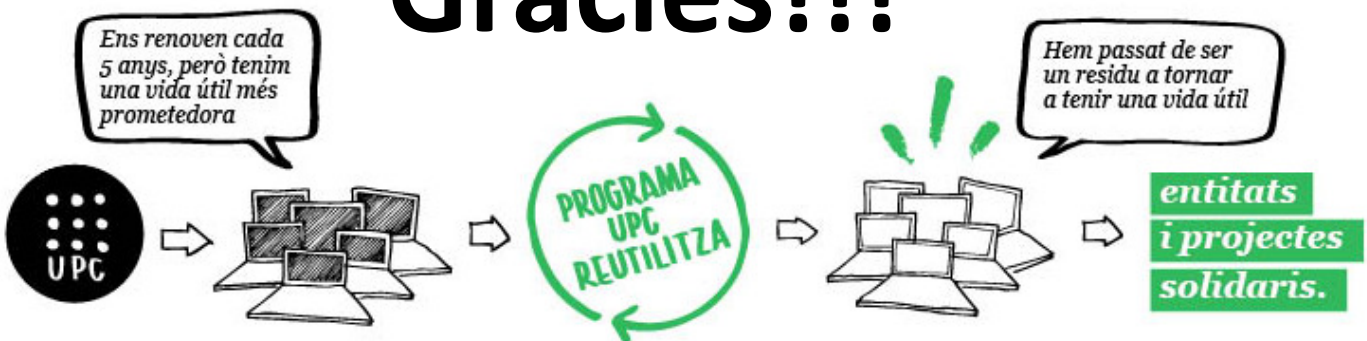 Gràcies!!!
Ens renoven cada
5 anys, però tenim
una vida útil més
prometedora
Hem passat de ser
un residu a tornar
a tenir una vida útil
UPC
PROGRAMA
UPC
REUTILITZA
entitats
i projectes
solidaris.